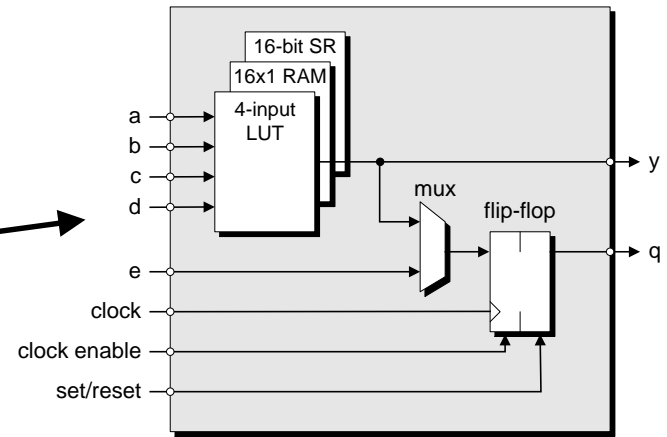 16-bit SR
16x1 RAM
4-input
LUT
a
b
c
d
e
clock
clock enable
set/reset
mux
flip-flop
y
q